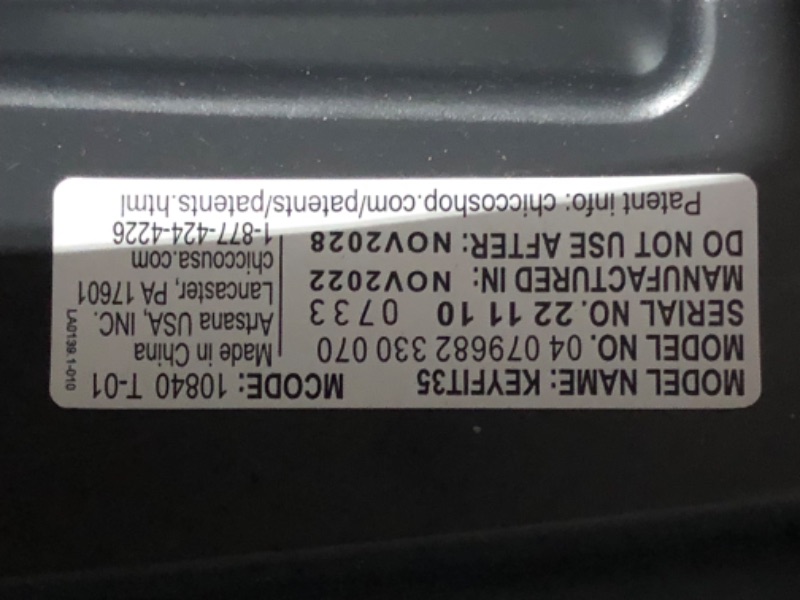 MODEL NAME: KEYFIT35
MCODE: 10840 T-01
MODEL NO. 04 079682 330 070
SERIAL NO. 22 11 10 0733
MANUFACTURED IN: NOV2022
DO NOT USE AFTER: NOV2028
Made in China
Artsana USA, INC.
Lancaster, PA 17601
chiccousa.com
1-877-424-4226
Patent info: chiccoshop.com/patents/patents.html
LA0139.1-010